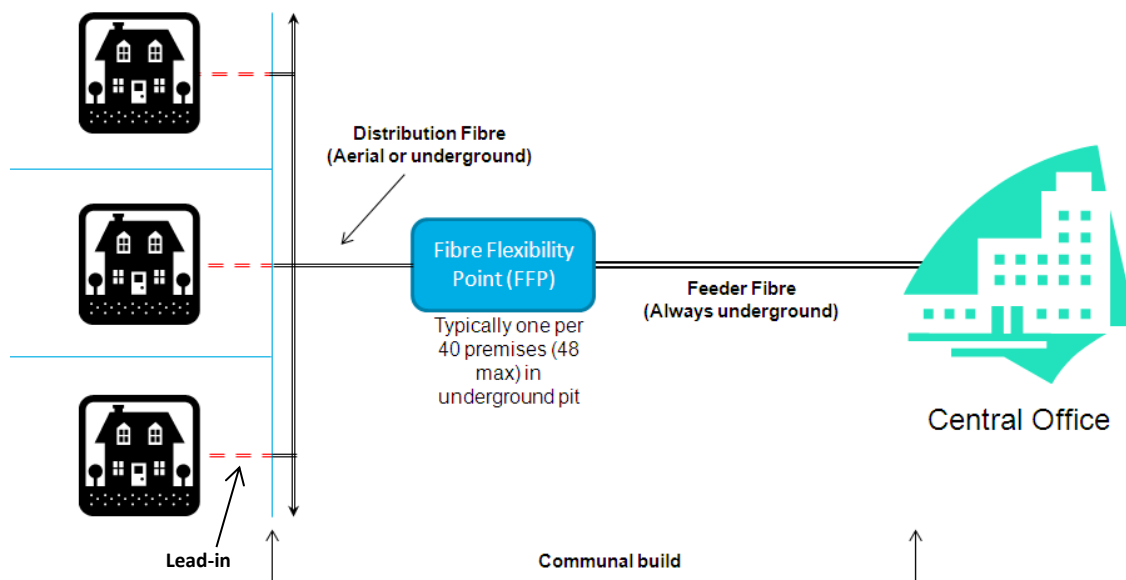 Distribution Fibre
(Aerial or underground)
Fibre Flexibility
Point (FFP)
Typically one per
40 premises (48
max) in
underground pit
Feeder Fibre
(Always underground)
Central Office
Lead-in
Communal build